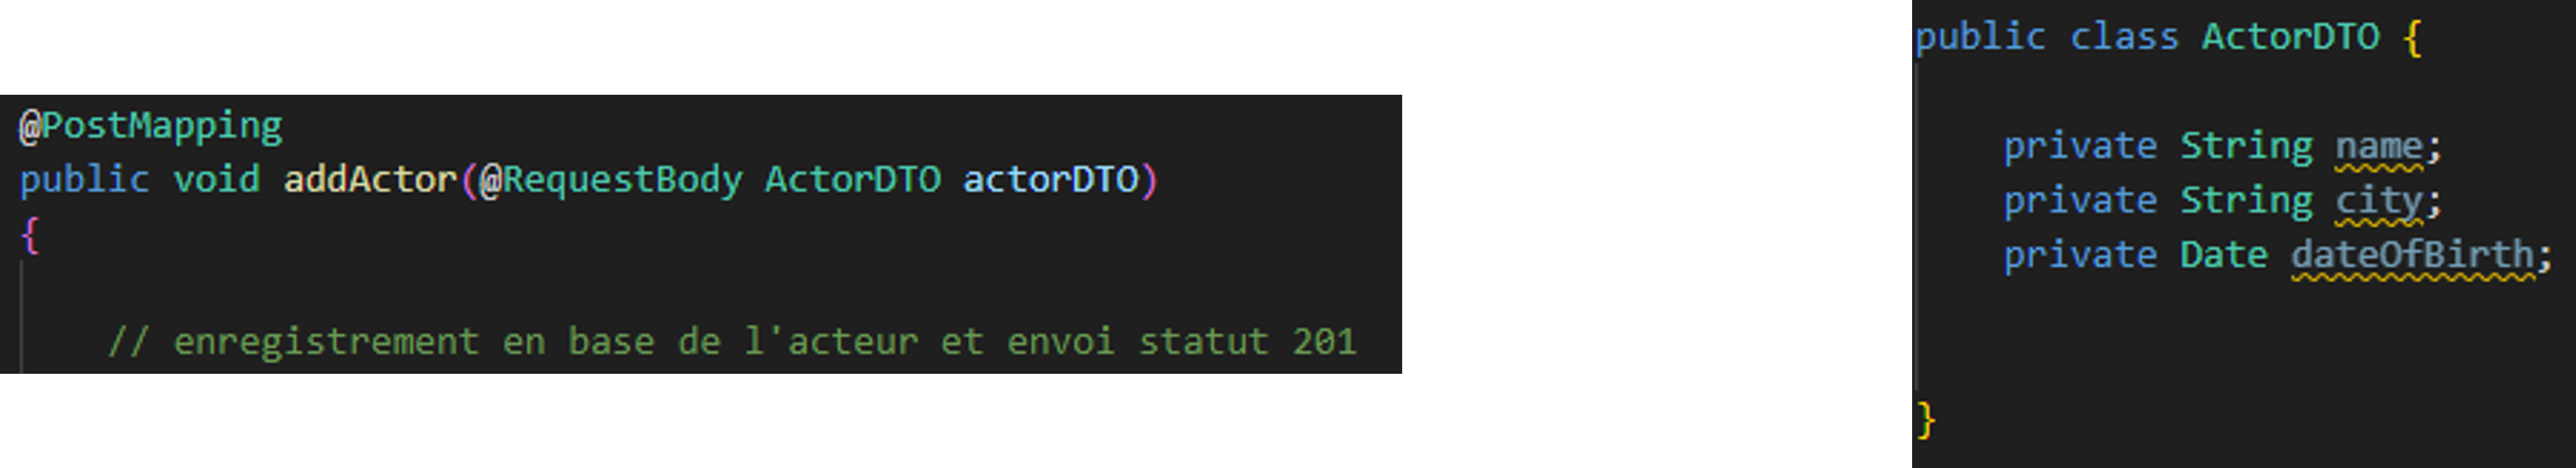 @PostMapping
public void addActor(@RequestBody ActorDTO actorDTO)
{
// enregistrement en base de l'acteur et envoi statut 201
public class ActorDTO {
private String name;
private String city;
private Date dateOfBirth;
}